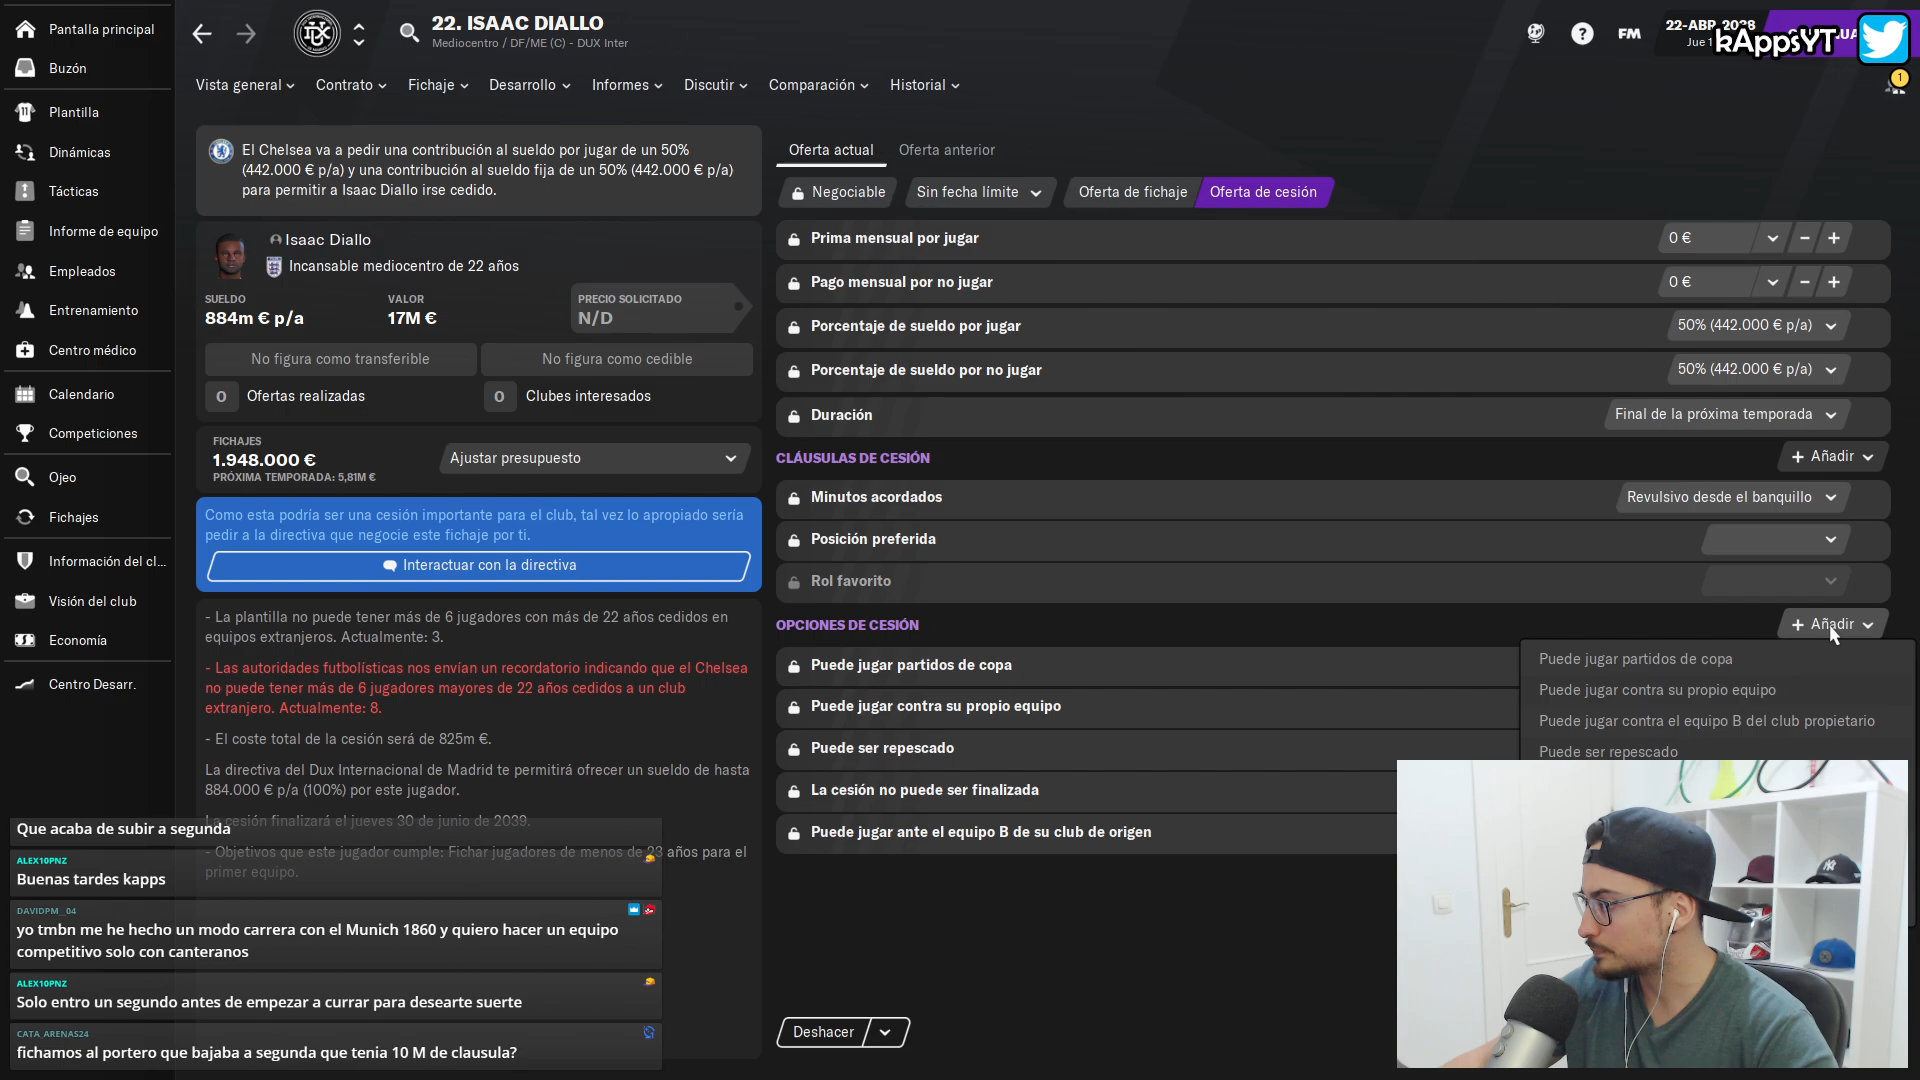 Pantalla principal
Buzón
Plantilla
Dinámicas
Tácticas
Informe de equipo
Empleados
Entrenamiento
Centro médico
Calendario
Competiciones
Ojeo
Fichajes
Información del cl...
Visión del club
Economía
Centro Desarr.
22. ISAAC DIALLO
Mediocentro / DF/ME (C) - DUX Inter
FM
kAppsYT
1
Vista general
Contrato
Fichaje
Desarrollo
Informes
Discutir
Comparación
Historial
El Chelsea va a pedir una contribución al sueldo por jugar de un 50%
(442.000 € p/a) y una contribución al sueldo fija de un 50% (442.000 € p/a)
para permitir a Isaac Diallo irse cedido.
Isaac Diallo
Incansable mediocentro de 22 años
SUELDO
884m € p/a
VALOR
17M €
PRECIO SOLICITADO
N/D
No figura como transferible
No figura como cedible
0 Ofertas realizadas
0 Clubes interesados
FICHAJES
1.948.000 €
PRÓXIMA TEMPORADA: 5,81M €
Ajustar presupuesto
Como esta podría ser una cesión importante para el club, tal vez lo apropiado sería
pedir a la directiva que negocie este fichaje por ti.
Interactuar con la directiva
- La plantilla no puede tener más de 6 jugadores con más de 22 años cedidos en
equipos extranjeros. Actualmente: 3.
- Las autoridades futbolísticas nos envían un recordatorio indicando que el Chelsea
no puede tener más de 6 jugadores mayores de 22 años cedidos a un club
extranjero. Actualmente: 8.
- El coste total de la cesión será de 825m €.
La directiva del Dux Internacional de Madrid te permitirá ofrecer un sueldo de hasta
884.000 € p/a (100%) por este jugador.
La cesión finalizará el jueves 30 de junio de 2039.
- Objetivos que este jugador cumple: Fichar jugadores de menos de 23 años para el
primer equipo.
Que acaba de subir a segunda
ALEX10PNZ
Buenas tardes kapps
DAVIDPM_04
yo tmbn me he hecho un modo carrera con el Munich 1860 y quiero hacer un equipo
competitivo solo con canteranos
ALEX10PNZ
Solo entro un segundo antes de empezar a currar para desearte suerte
CATA_ARENAS24
fichamos al portero que bajaba a segunda que tenia 10 M de clausula?
Oferta actual
Oferta anterior
Negociable
Sin fecha límite
Oferta de fichaje
Oferta de cesión
Prima mensual por jugar
0 €
Pago mensual por no jugar
0 €
Porcentaje de sueldo por jugar
50% (442.000 € p/a)
Porcentaje de sueldo por no jugar
50% (442.000 € p/a)
Duración
Final de la próxima temporada
CLÁUSULAS DE CESIÓN
+ Añadir
Minutos acordados
Revulsivo desde el banquillo
Posición preferida
Rol favorito
OPCIONES DE CESIÓN
+ Añadir
Puede jugar partidos de copa
Puede jugar contra su propio equipo
Puede ser repescado
La cesión no puede ser finalizada
Puede jugar ante el equipo B de su club de origen
Puede jugar partidos de copa
Puede jugar contra su propio equipo
Puede jugar contra el equipo B del club propietario
Puede ser repescado
Deshacer